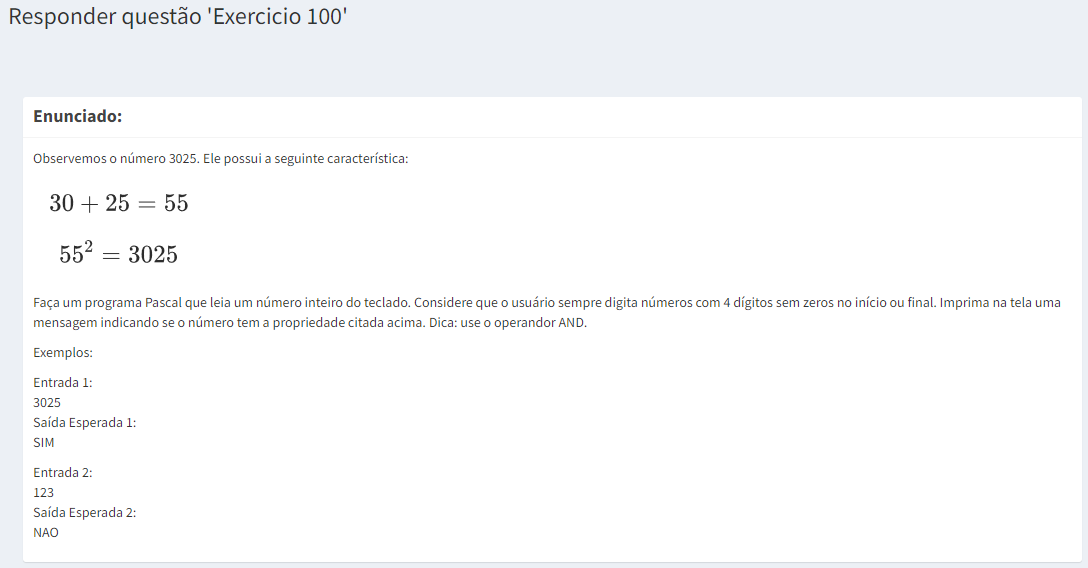 Responder questão 'Exercicio 100'
Enunciado:
Observemos o número 3025. Ele possui a seguinte característica:
30 + 25 = 55
55² = 3025
Faça um programa Pascal que leia um número inteiro do teclado. Considere que o usuário sempre digita números com 4 dígitos sem zeros no início ou final. Imprima na tela uma
mensagem indicando se o número tem a propriedade citada acima. Dica: use o operandor AND.
Exemplos:
Entrada 1:
3025
Saída Esperada 1:
SIM
Entrada 2:
123
Saída Esperada 2:
NAO